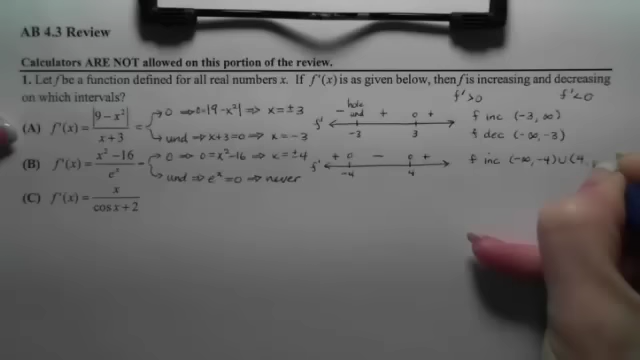 AB 4.3 Review
Calculators ARE NOT allowed on this portion of the review.
1. Let f be a function defined for all real numbers x. If f'(x) is as given below, then f is increasing and decreasing
on which intervals?
f'>0 f'<0
(A) f'(x) = |9 − x²| / (x+3) = 0 ⇒ 0=|9-x²| ⇒ x=±3
und ⇒ x+3=0 ⇒ x=-3
f' − hole und + 0 +
-3 3
f inc (-3, ∞)
f dec (-∞, -3)
(B) f'(x) = (x² − 16) / eˣ 0 ⇒ 0=x²-16 ⇒ x=±4
und ⇒ eˣ=0 ⇒ never
f' + 0 − 0 +
-4 4
f inc (-∞, -4)∪(4,
(C) f'(x) = x / (cos x + 2)